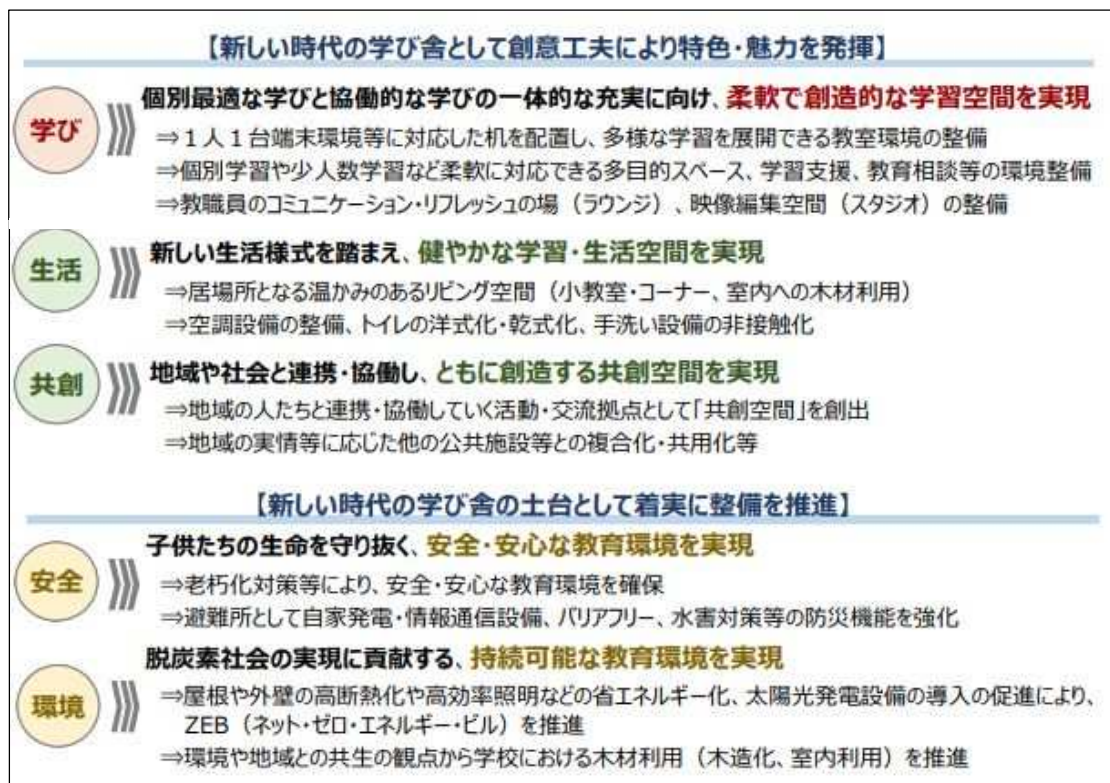 【新しい時代の学び舎として創意工夫により特色・魅力を発揮】
学び
個別最適な学びと協働的な学びの一体的な充実に向け、柔軟で創造的な学習空間を実現
⇒1人1台端末環境等に対応した机を配置し、多様な学習を展開できる教室環境の整備
⇒個別学習や少人数学習など柔軟に対応できる多目的スペース、学習支援、教育相談等の環境整備
⇒教職員のコミュニケーション・リフレッシュの場（ラウンジ）、映像編集空間（スタジオ）の整備
生活
新しい生活様式を踏まえ、健やかな学習・生活空間を実現
⇒居場所となる温かみのあるリビング空間（小教室・コーナー、室内への木材利用）
⇒空調設備の整備、トイレの洋式化・乾式化、手洗い設備の非接触化
共創
地域や社会と連携・協働し、ともに創造する共創空間を実現
⇒地域の人たちと連携・協働していく活動・交流拠点として「共創空間」を創出
⇒地域の実情等に応じた他の公共施設等との複合化・共用化等
【新しい時代の学び舎の土台として着実に整備を推進】
安全
子供たちの生命を守り抜く、安全・安心な教育環境を実現
⇒老朽化対策等により、安全・安心な教育環境を確保
⇒避難所として自家発電・情報通信設備、バリアフリー、水害対策等の防災機能を強化
環境
脱炭素社会の実現に貢献する、持続可能な教育環境を実現
⇒屋根や外壁の高断熱化や高効率照明などの省エネルギー化、太陽光発電設備の導入の促進により、
ZEB（ネット・ゼロ・エネルギー・ビル）を推進
⇒環境や地域との共生の観点から学校における木材利用（木造化、室内利用）を推進